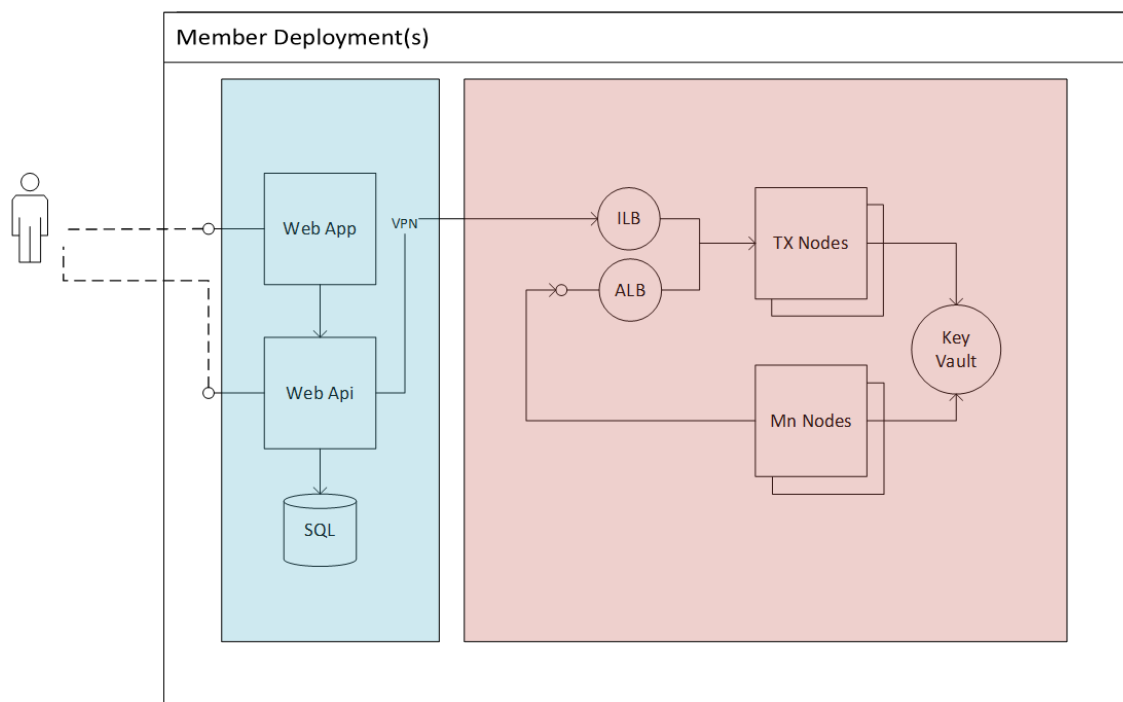 Member Deployment(s)
Web App
VPN
ILB
TX Nodes
ALB
Key
Vault
Web Api
Mn Nodes
SQL